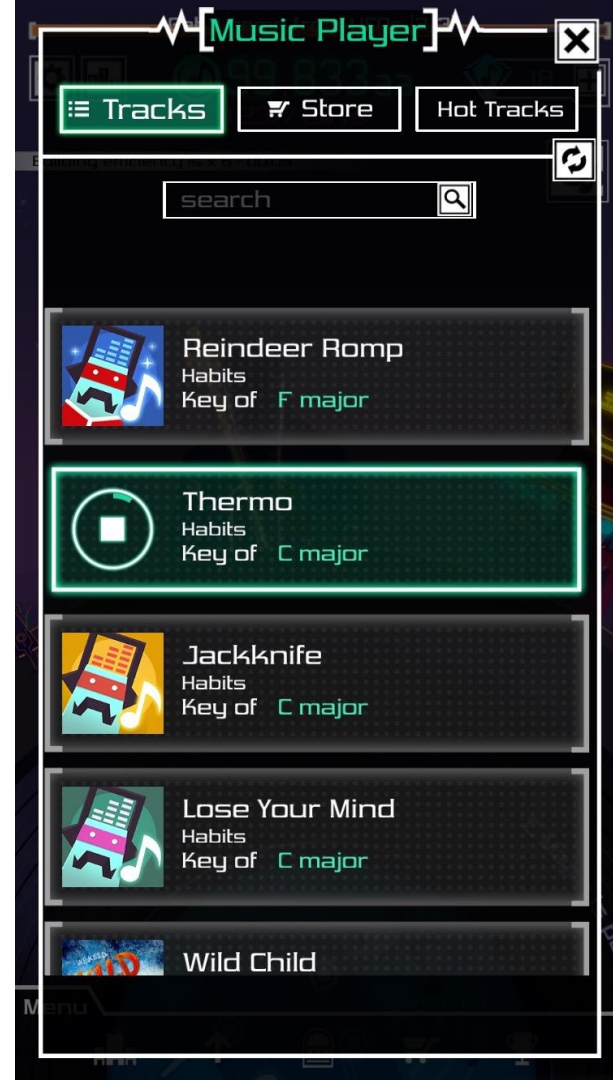 Music Player
Tracks
Store
Hot Tracks
search
Reindeer Romp
Habits
Key of F major
Thermo
Habits
Key of C major
Jackknife
Habits
Key of C major
Lose Your Mind
Habits
Key of C major
Wild Child
Menu